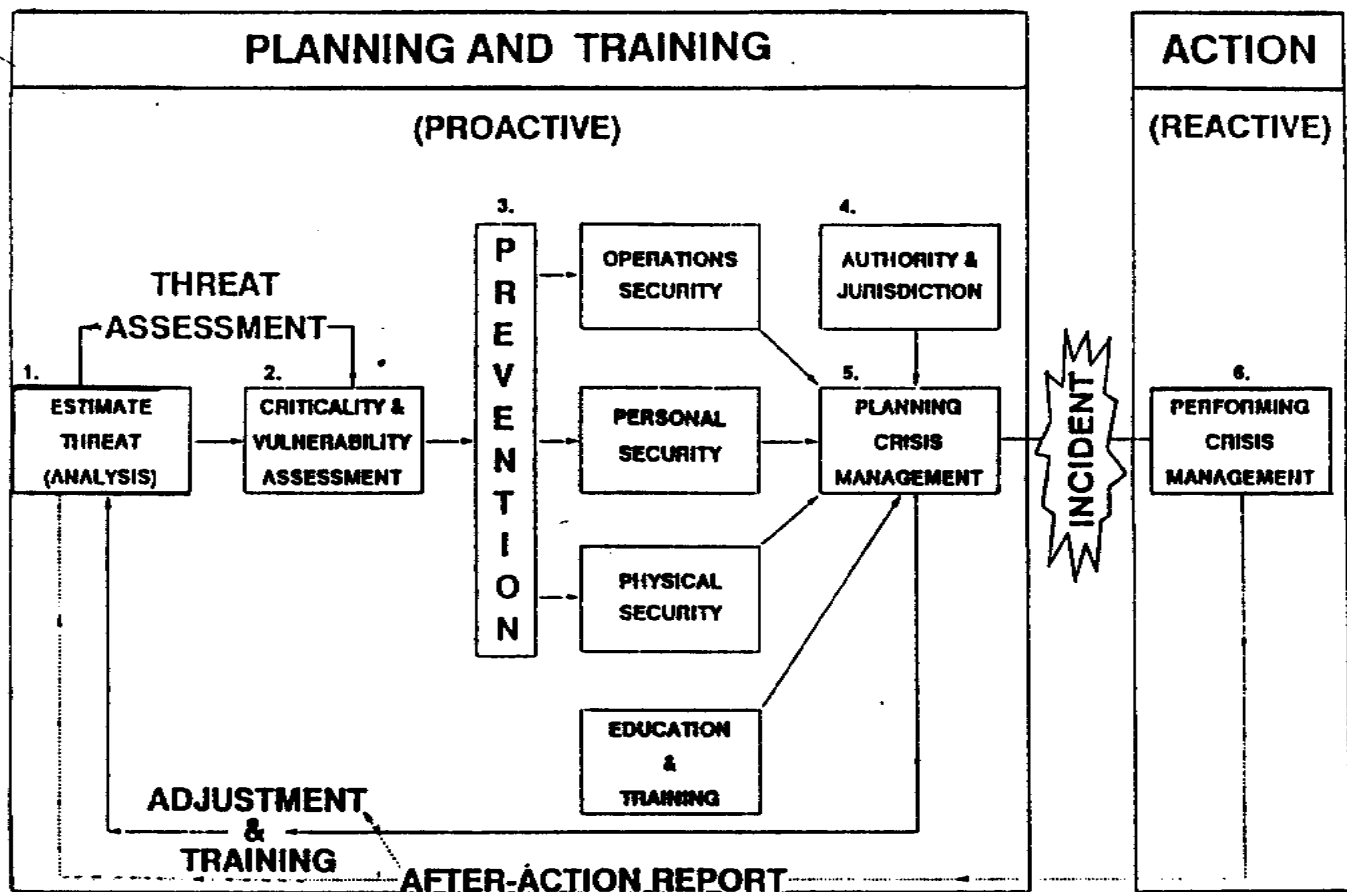 PLANNING AND TRAINING
ACTION
(PROACTIVE)
(REACTIVE)
THREAT
ASSESSMENT
1.
ESTIMATE
THREAT
(ANALYSIS)
2.
CRITICALITY &
VULNERABILITY
ASSESSMENT
3.
PREVENTION
OPERATIONS
SECURITY
PERSONAL
SECURITY
PHYSICAL
SECURITY
EDUCATION
&
TRAINING
4.
AUTHORITY &
JURISDICTION
5.
PLANNING
CRISIS
MANAGEMENT
INCIDENT
6.
PERFORMING
CRISIS
MANAGEMENT
ADJUSTMENT
&
TRAINING
AFTER-ACTION REPORT